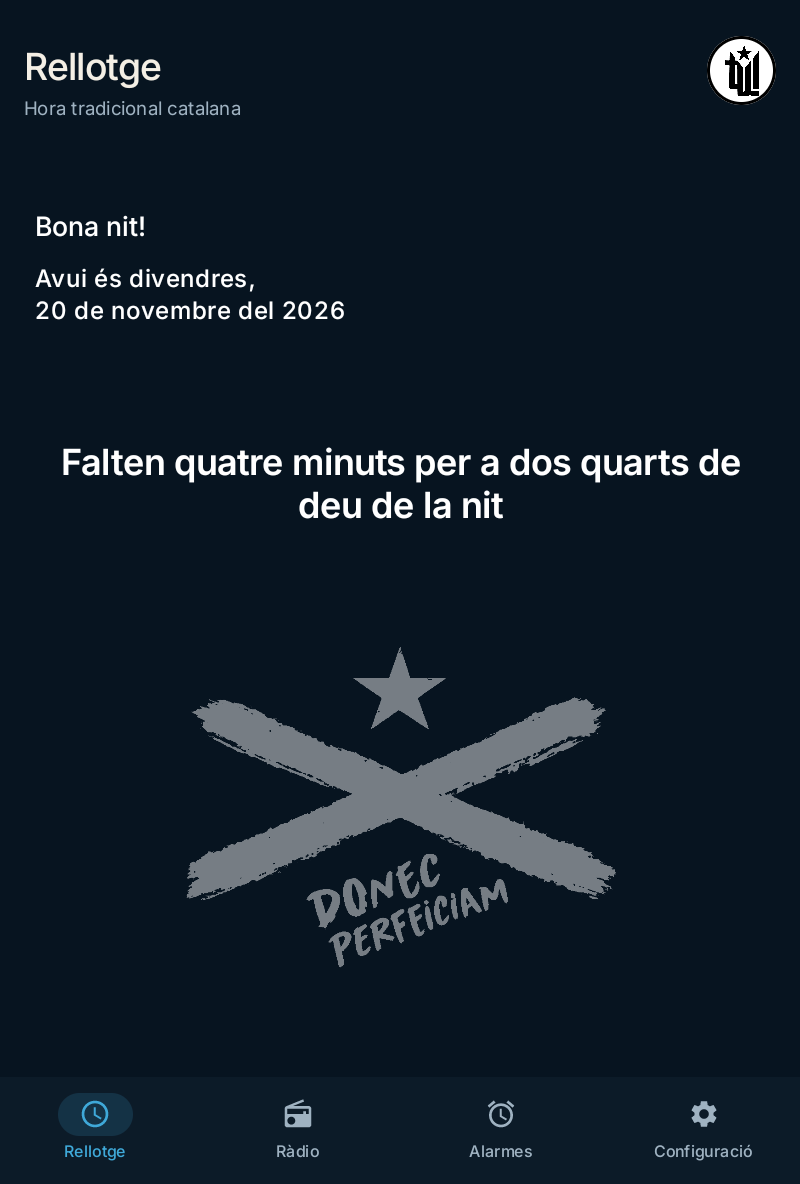 Rellotge
Hora tradicional catalana
Bona nit!
Avui és divendres,
20 de novembre del 2026
Falten quatre minuts per a dos quarts de
deu de la nit
DONEC
PERFEiCiAM
Rellotge
Ràdio
Alarmes
Configuració